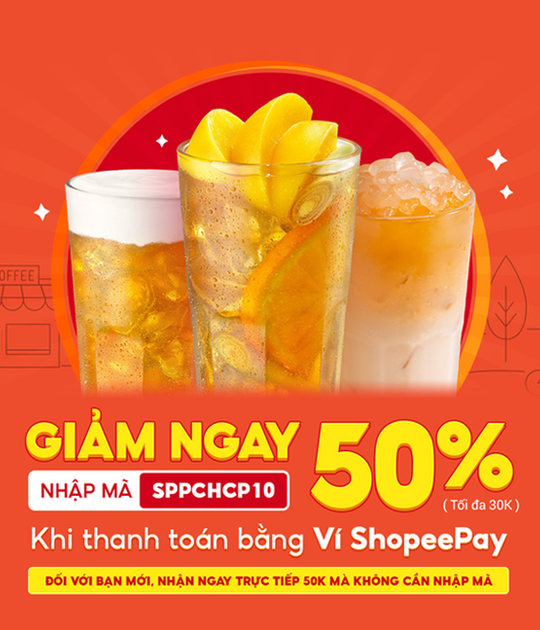 OFFEE
GIẢM NGAY 50%
NHẬP MÃ SPPCHCP10
( Tối đa 30K )
Khi thanh toán bằng Ví ShopeePay
ĐỐI VỚI BẠN MỚI, NHẬN NGAY TRỰC TIẾP 50K MÀ KHÔNG CẦN NHẬP MÃ